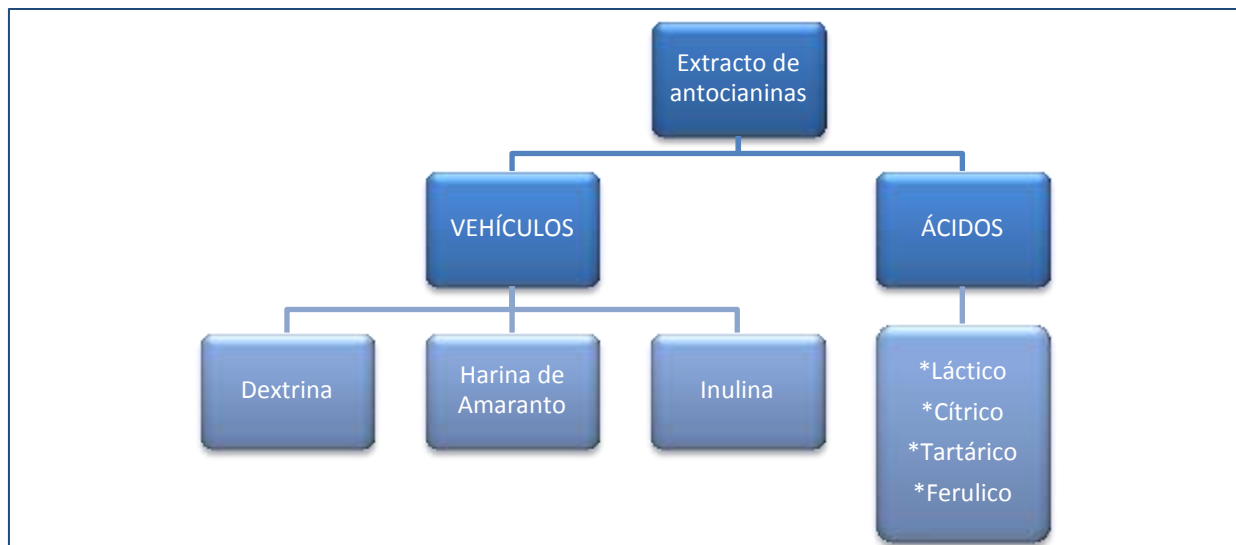 Extracto de
antocianinas
VEHÍCULOS
ÁCIDOS
Dextrina
Harina de
Amaranto
Inulina
*Láctico
*Cítrico
*Tartárico
*Ferulico